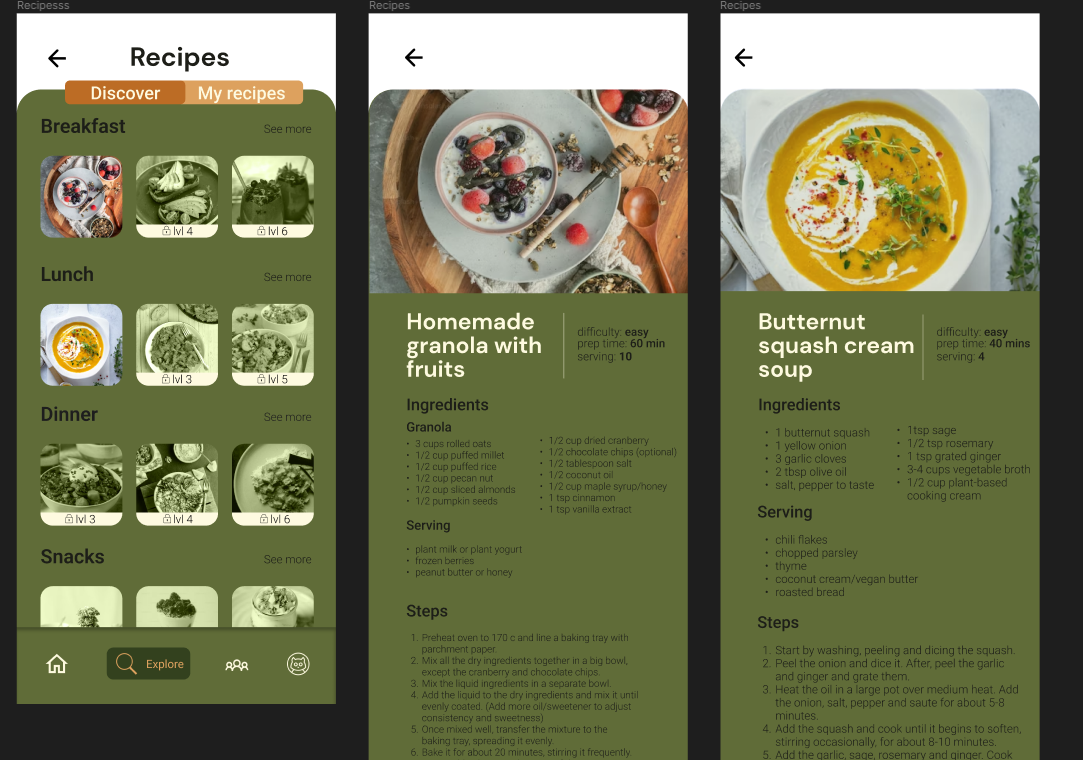 Recipesss
Recipes
Discover
My recipes
Breakfast
See more
lvl 4
lvl 6
Lunch
See more
lvl 3
lvl 5
Dinner
See more
lvl 3
lvl 4
lvl 6
Snacks
See more
Explore
Recipes
Homemade
granola with
fruits
difficulty: easy
prep time: 60 min
serving: 10
Ingredients
Granola
• 3 cups rolled oats
• 1/2 cup puffed millet
• 1/2 cup puffed rice
• 1/2 cup pecan nut
• 1/2 cup sliced almonds
• 1/2 pumpkin seeds
• 1/2 cup dried cranberry
• 1/2 chocolate chips (optional)
• 1/2 tablespoon salt
• 1/2 coconut oil
• 1/2 cup maple syrup/honey
• 1 tsp cinnamon
• 1 tsp vanilla extract
Serving
• plant milk or plant yogurt
• frozen berries
• peanut butter or honey
Steps
1. Preheat oven to 170 c and line a baking tray with
parchment paper.
2. Mix all the dry ingredients together in a big bowl,
except the cranberry and chocolate chips.
3. Mix the liquid ingredients in a separate bowl.
4. Add the liquid to the dry ingredients and mix it until
evenly coated. (Add more oil/sweetener to adjust
consistency and sweetness)
5. Once mixed well, transfer the mixture to the
baking tray, spreading it evenly.
6. Bake it for about 20 minutes, stirring it frequently.
Recipes
Butternut
squash cream
soup
difficulty: easy
prep time: 40 mins
serving: 4
Ingredients
• 1 butternut squash
• 1 yellow onion
• 3 garlic cloves
• 2 tbsp olive oil
• salt, pepper to taste
• 1tsp sage
• 1/2 tsp rosemary
• 1 tsp grated ginger
• 3-4 cups vegetable broth
• 1/2 cup plant-based
cooking cream
Serving
• chili flakes
• chopped parsley
• thyme
• coconut cream/vegan butter
• roasted bread
Steps
1. Start by washing, peeling and dicing the squash.
2. Peel the onion and dice it. After, peel the garlic
and ginger and grate them.
3. Heat the oil in a large pot over medium heat. Add
the onion, salt, pepper and saute for about 5-8
minutes.
4. Add the squash and cook until it begins to soften,
stirring occasionally, for about 8-10 minutes.
5. Add the garlic, sage, rosemary and ginger. Cook